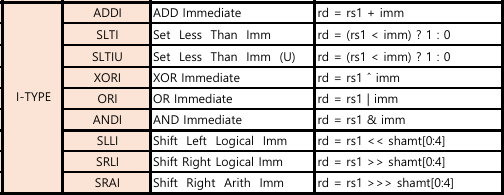 ADDI ADD Immediate rd = rs1 + imm
SLTI Set Less Than Imm rd = (rs1 < imm) ? 1 : 0
SLTIU Set Less Than Imm (U) rd = (rs1 < imm) ? 1 : 0
XORI XOR Immediate rd = rs1 ˆ imm
I-TYPE ORI OR Immediate rd = rs1 | imm
ANDI AND Immediate rd = rs1 & imm
SLLI Shift Left Logical Imm rd = rs1 << shamt[0:4]
SRLI Shift Right Logical Imm rd = rs1 >> shamt[0:4]
SRAI Shift Right Arith Imm rd = rs1 >>> shamt[0:4]